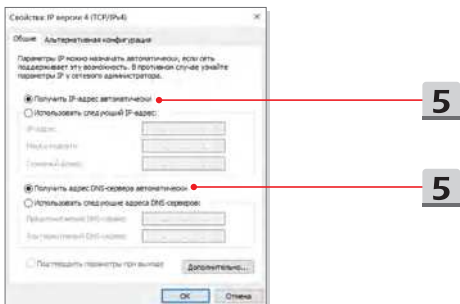 Свойства: IP версии 4 (TCP/IPv4)
Общие
Альтернативная конфигурация
Параметры IP можно назначать автоматически, если сеть
поддерживает эту возможность. В противном случае узнайте
параметры IP у сетевого администратора.
Получить IP-адрес автоматически
5
Использовать следующий IP-адрес:
IP-адрес:
Маска подсети:
Основной шлюз:
Получить адрес DNS-сервера автоматически
5
Использовать следующие адреса DNS-серверов:
Предпочитаемый DNS-сервер:
Альтернативный DNS-сервер:
Подтвердить параметры при выходе
Дополнительно...
ОК
Отмена